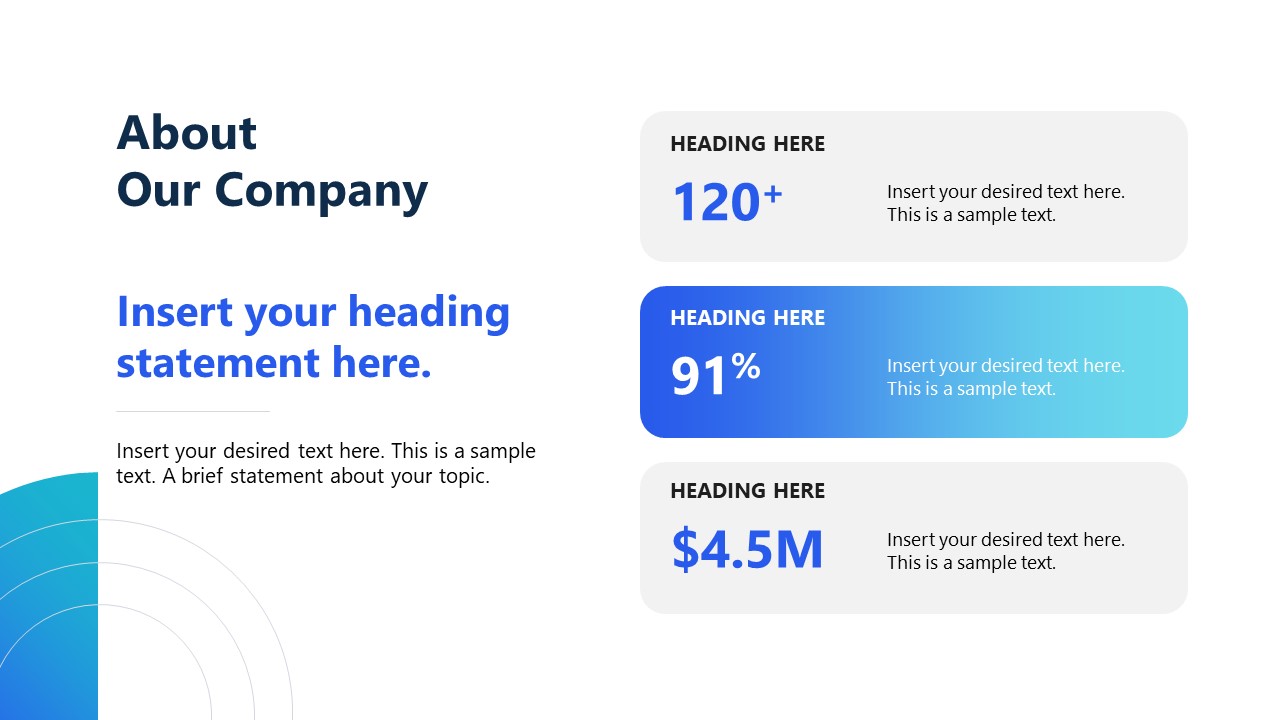 About
Our Company
Insert your heading
statement here.
Insert your desired text here. This is a sample
text. A brief statement about your topic.
HEADING HERE
120+
Insert your desired text here.
This is a sample text.
HEADING HERE
91%
Insert your desired text here.
This is a sample text.
HEADING HERE
$4.5M
Insert your desired text here.
This is a sample text.